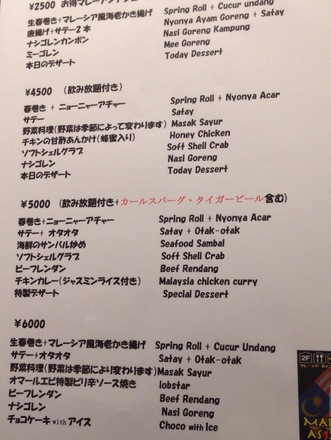 ¥2500 お得マレーシア
生春巻き+マレーシア風海老かき揚げ Spring Roll + Cucur undang
唐揚げ+サテー2本 Nyonya Ayam Goreng + Satay
ナシゴレンカンポン Nasi Goreng Kampung
ミーゴレン Mee Goreng
本日のデザート Today Dessert
¥4500 (飲み放題付き)
春巻き + ニョーニャーアチャー Spring Roll + Nyonya Acar
サテー Satay
野菜料理(野菜は季節によって変わります) Masak Sayur
チキンの甘酢あんかけ(蜂蜜入り) Honey Chicken
ソフトシェルクラブ Soft Shell Crab
ナシゴレン Nasi Goreng
本日のデザート Today Dessert
¥5000 (飲み放題付き+カールスバーグ・タイガービール含む)
春巻き+ニョーニャーアチャー Spring Roll + Nyonya Acar
サテー+ オタオタ Satay + Otak-otak
海鮮のサンバル炒め Seafood Sambal
ソフトシェルグラブ Soft Shell Crab
ビーフレンダン Beef Rendang
チキンカレー(ジャスミンライス付き) Malaysia chicken curry
特製デザート Special Dessert
¥6000
生春巻き+マレーシア風海老かき揚げ Spring Roll + Cucur Undang
サテー+オタオタ Satay + Otak-otak
野菜料理(野菜は季節により変わります) Masak Sayur
オマールエビ特製ピリ辛ソース焼き lobstar
ビーフレンダン Beef Rendang
ナシゴレン Nasi Goreng
チョコケーキ with アイス Choco with Ice
2F